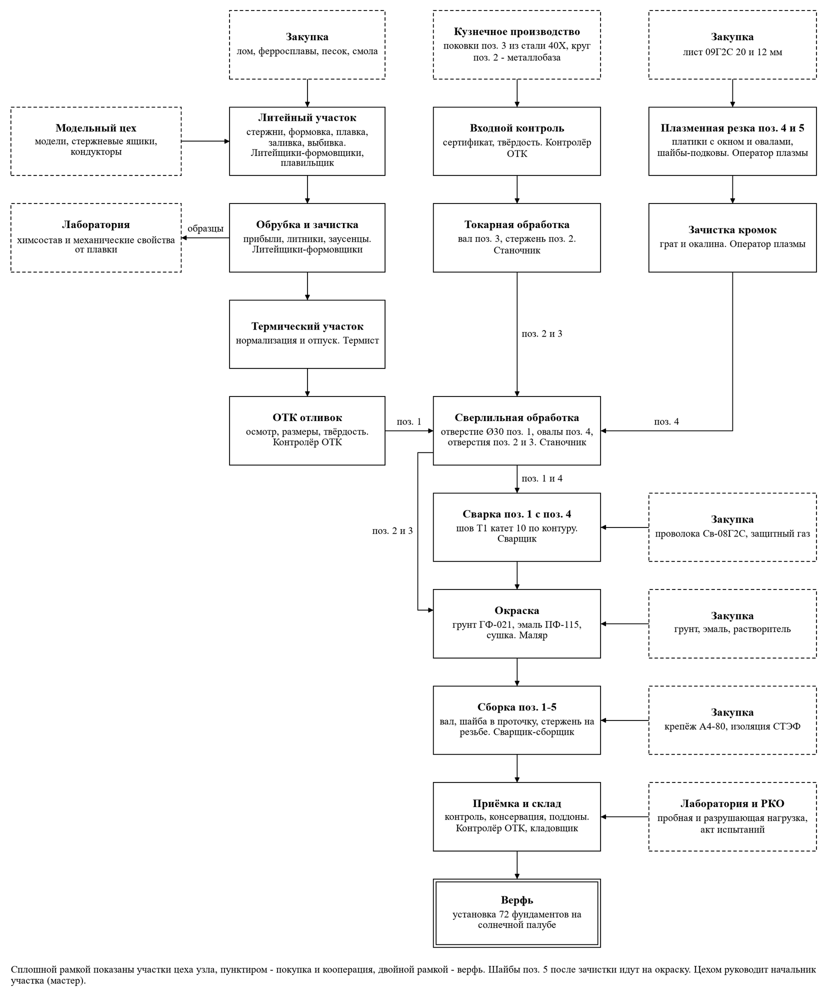 Закупка
лом, ферросплавы, песок, смола
Кузнечное производство
поковки поз. 3 из стали 40Х, круг
поз. 2 - металлобаза
Закупка
лист 09Г2С 20 и 12 мм
Модельный цех
модели, стержневые ящики,
кондукторы
Литейный участок
стержни, формовка, плавка,
заливка, выбивка.
Литейщики-формовщики,
плавильщик
Входной контроль
сертификат, твёрдость. Контролёр
ОТК
Плазменная резка поз. 4 и 5
платики с окном и овалами,
шайбы-подковы. Оператор плазмы
Лаборатория
химсостав и механические свойства
от плавки
образцы
Обрубка и зачистка
прибыли, литники, заусенцы.
Литейщики-формовщики
Токарная обработка
вал поз. 3, стержень поз. 2.
Станочник
Зачистка кромок
грат и окалина. Оператор плазмы
Термический участок
нормализация и отпуск. Термист
поз. 2 и 3
ОТК отливок
осмотр, размеры, твёрдость.
Контролёр ОТК
поз. 1
Сверлильная обработка
отверстие Ø30 поз. 1, овалы поз. 4,
отверстия поз. 2 и 3. Станочник
поз. 4
поз. 1 и 4
поз. 2 и 3
Сварка поз. 1 с поз. 4
шов Т1 катет 10 по контуру.
Сварщик
Закупка
проволока Св-08Г2С, защитный газ
Окраска
грунт ГФ-021, эмаль ПФ-115,
сушка. Маляр
Закупка
грунт, эмаль, растворитель
Сборка поз. 1-5
вал, шайба в проточку, стержень на
резьбе. Сварщик-сборщик
Закупка
крепёж А4-80, изоляция СТЭФ
Приёмка и склад
контроль, консервация, поддоны.
Контролёр ОТК, кладовщик
Лаборатория и РКО
пробная и разрушающая нагрузка,
акт испытаний
Верфь
установка 72 фундаментов на
солнечной палубе
Сплошной рамкой показаны участки цеха узла, пунктиром - покупка и кооперация, двойной рамкой - верфь. Шайбы поз. 5 после зачистки идут на окраску. Цехом руководит начальник
участка (мастер).